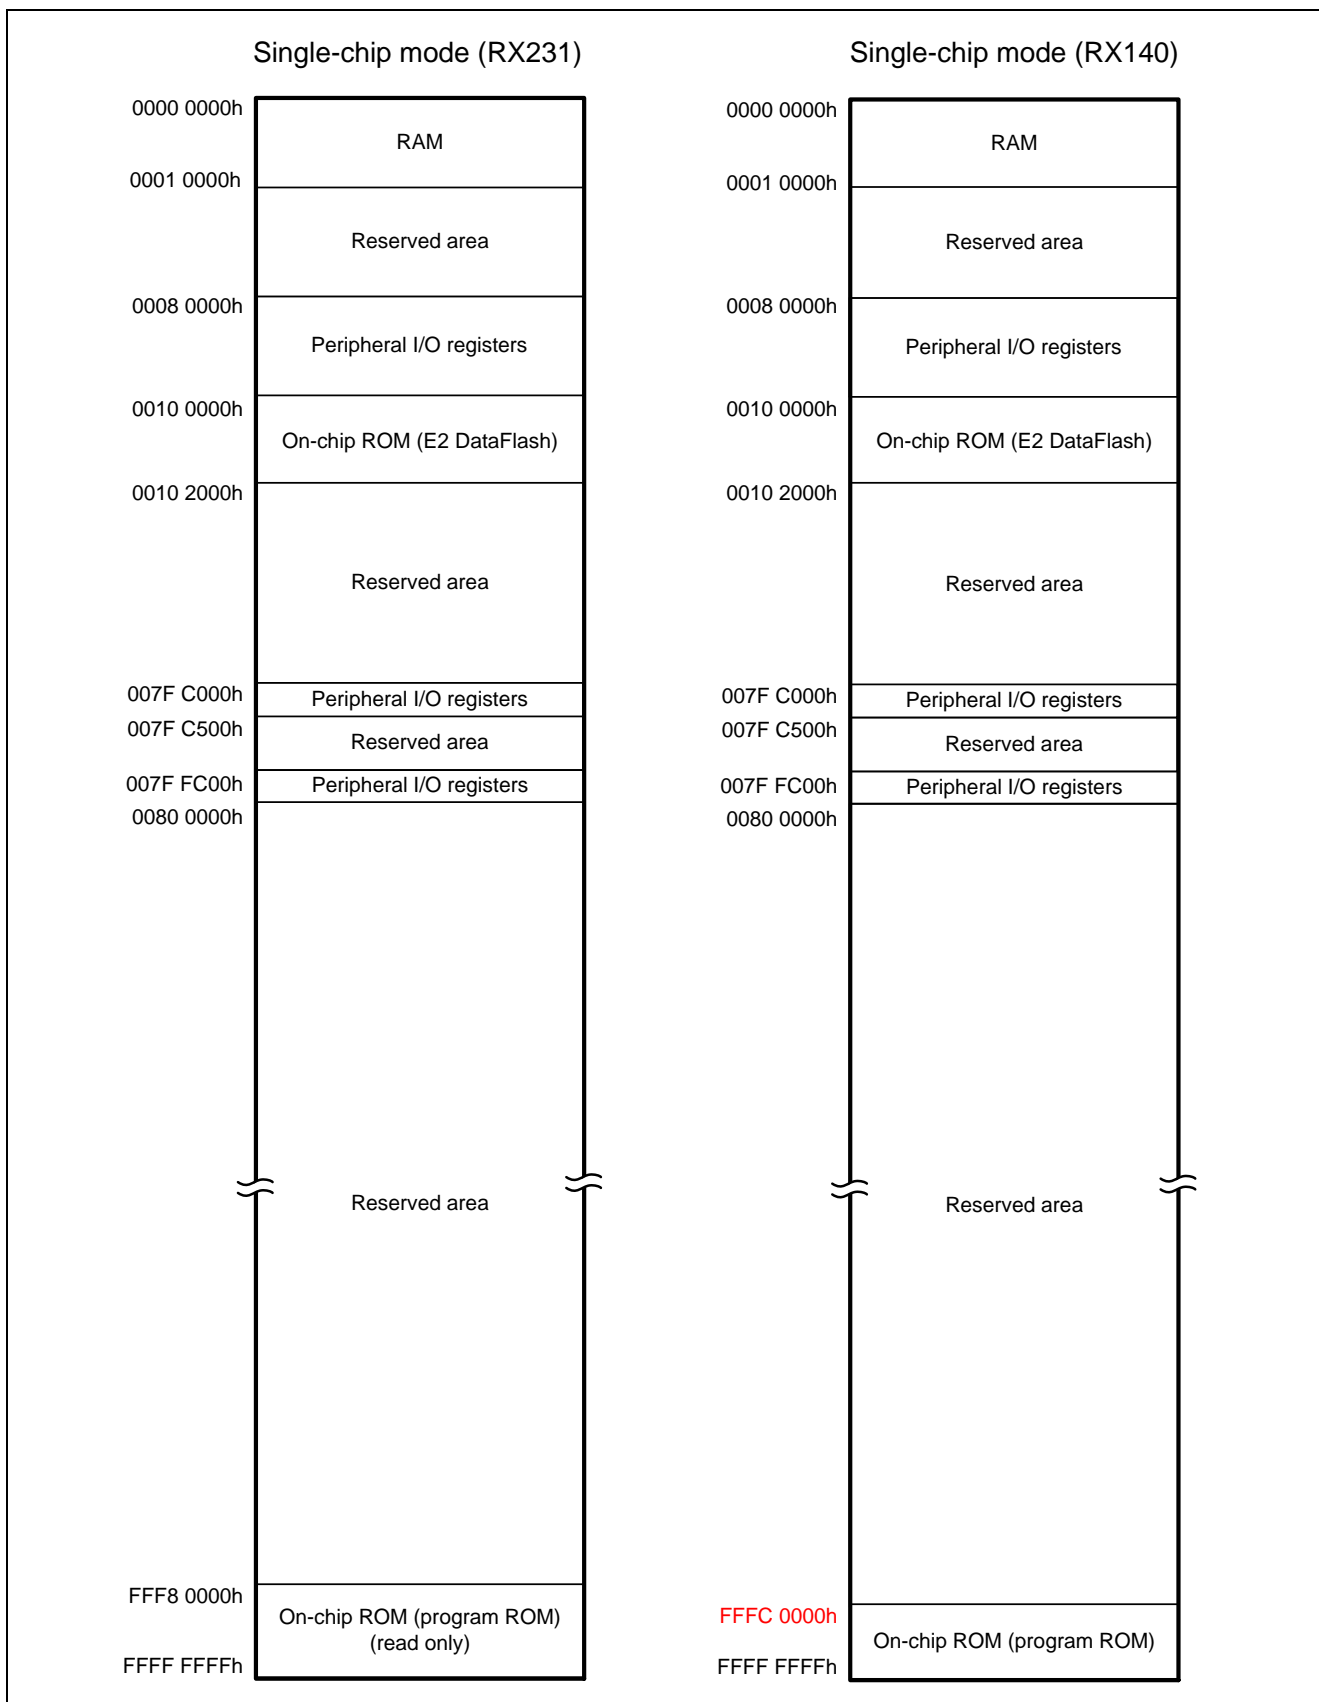 Single-chip mode (RX231)
0000 0000h
RAM
0001 0000h
Reserved area
0008 0000h
Peripheral I/O registers
0010 0000h
On-chip ROM (E2 DataFlash)
0010 2000h
Reserved area
007F C000h
Peripheral I/O registers
007F C500h
Reserved area
007F FC00h
Peripheral I/O registers
0080 0000h
Reserved area
FFF8 0000h
On-chip ROM (program ROM)
(read only)
FFFF FFFFh
Single-chip mode (RX140)
0000 0000h
RAM
0001 0000h
Reserved area
0008 0000h
Peripheral I/O registers
0010 0000h
On-chip ROM (E2 DataFlash)
0010 2000h
Reserved area
007F C000h
Peripheral I/O registers
007F C500h
Reserved area
007F FC00h
Peripheral I/O registers
0080 0000h
Reserved area
FFFC 0000h
On-chip ROM (program ROM)
FFFF FFFFh